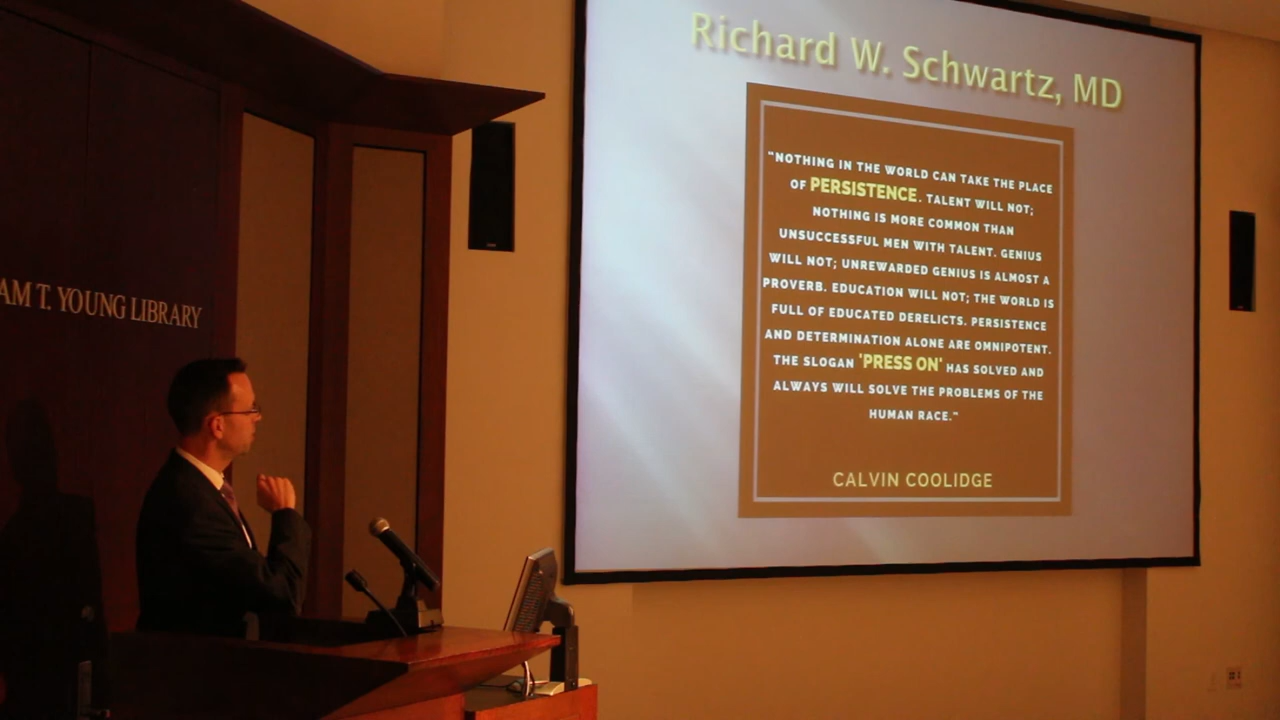 Richard W. Schwartz, MD
"NOTHING IN THE WORLD CAN TAKE THE PLACE
OF PERSISTENCE. TALENT WILL NOT;
NOTHING IS MORE COMMON THAN
UNSUCCESSFUL MEN WITH TALENT. GENIUS
WILL NOT; UNREWARDED GENIUS IS ALMOST A
PROVERB. EDUCATION WILL NOT; THE WORLD IS
FULL OF EDUCATED DERELICTS. PERSISTENCE
AND DETERMINATION ALONE ARE OMNIPOTENT.
THE SLOGAN 'PRESS ON' HAS SOLVED AND
ALWAYS WILL SOLVE THE PROBLEMS OF THE
HUMAN RACE."
CALVIN COOLIDGE
AM T. YOUNG LIBRARY